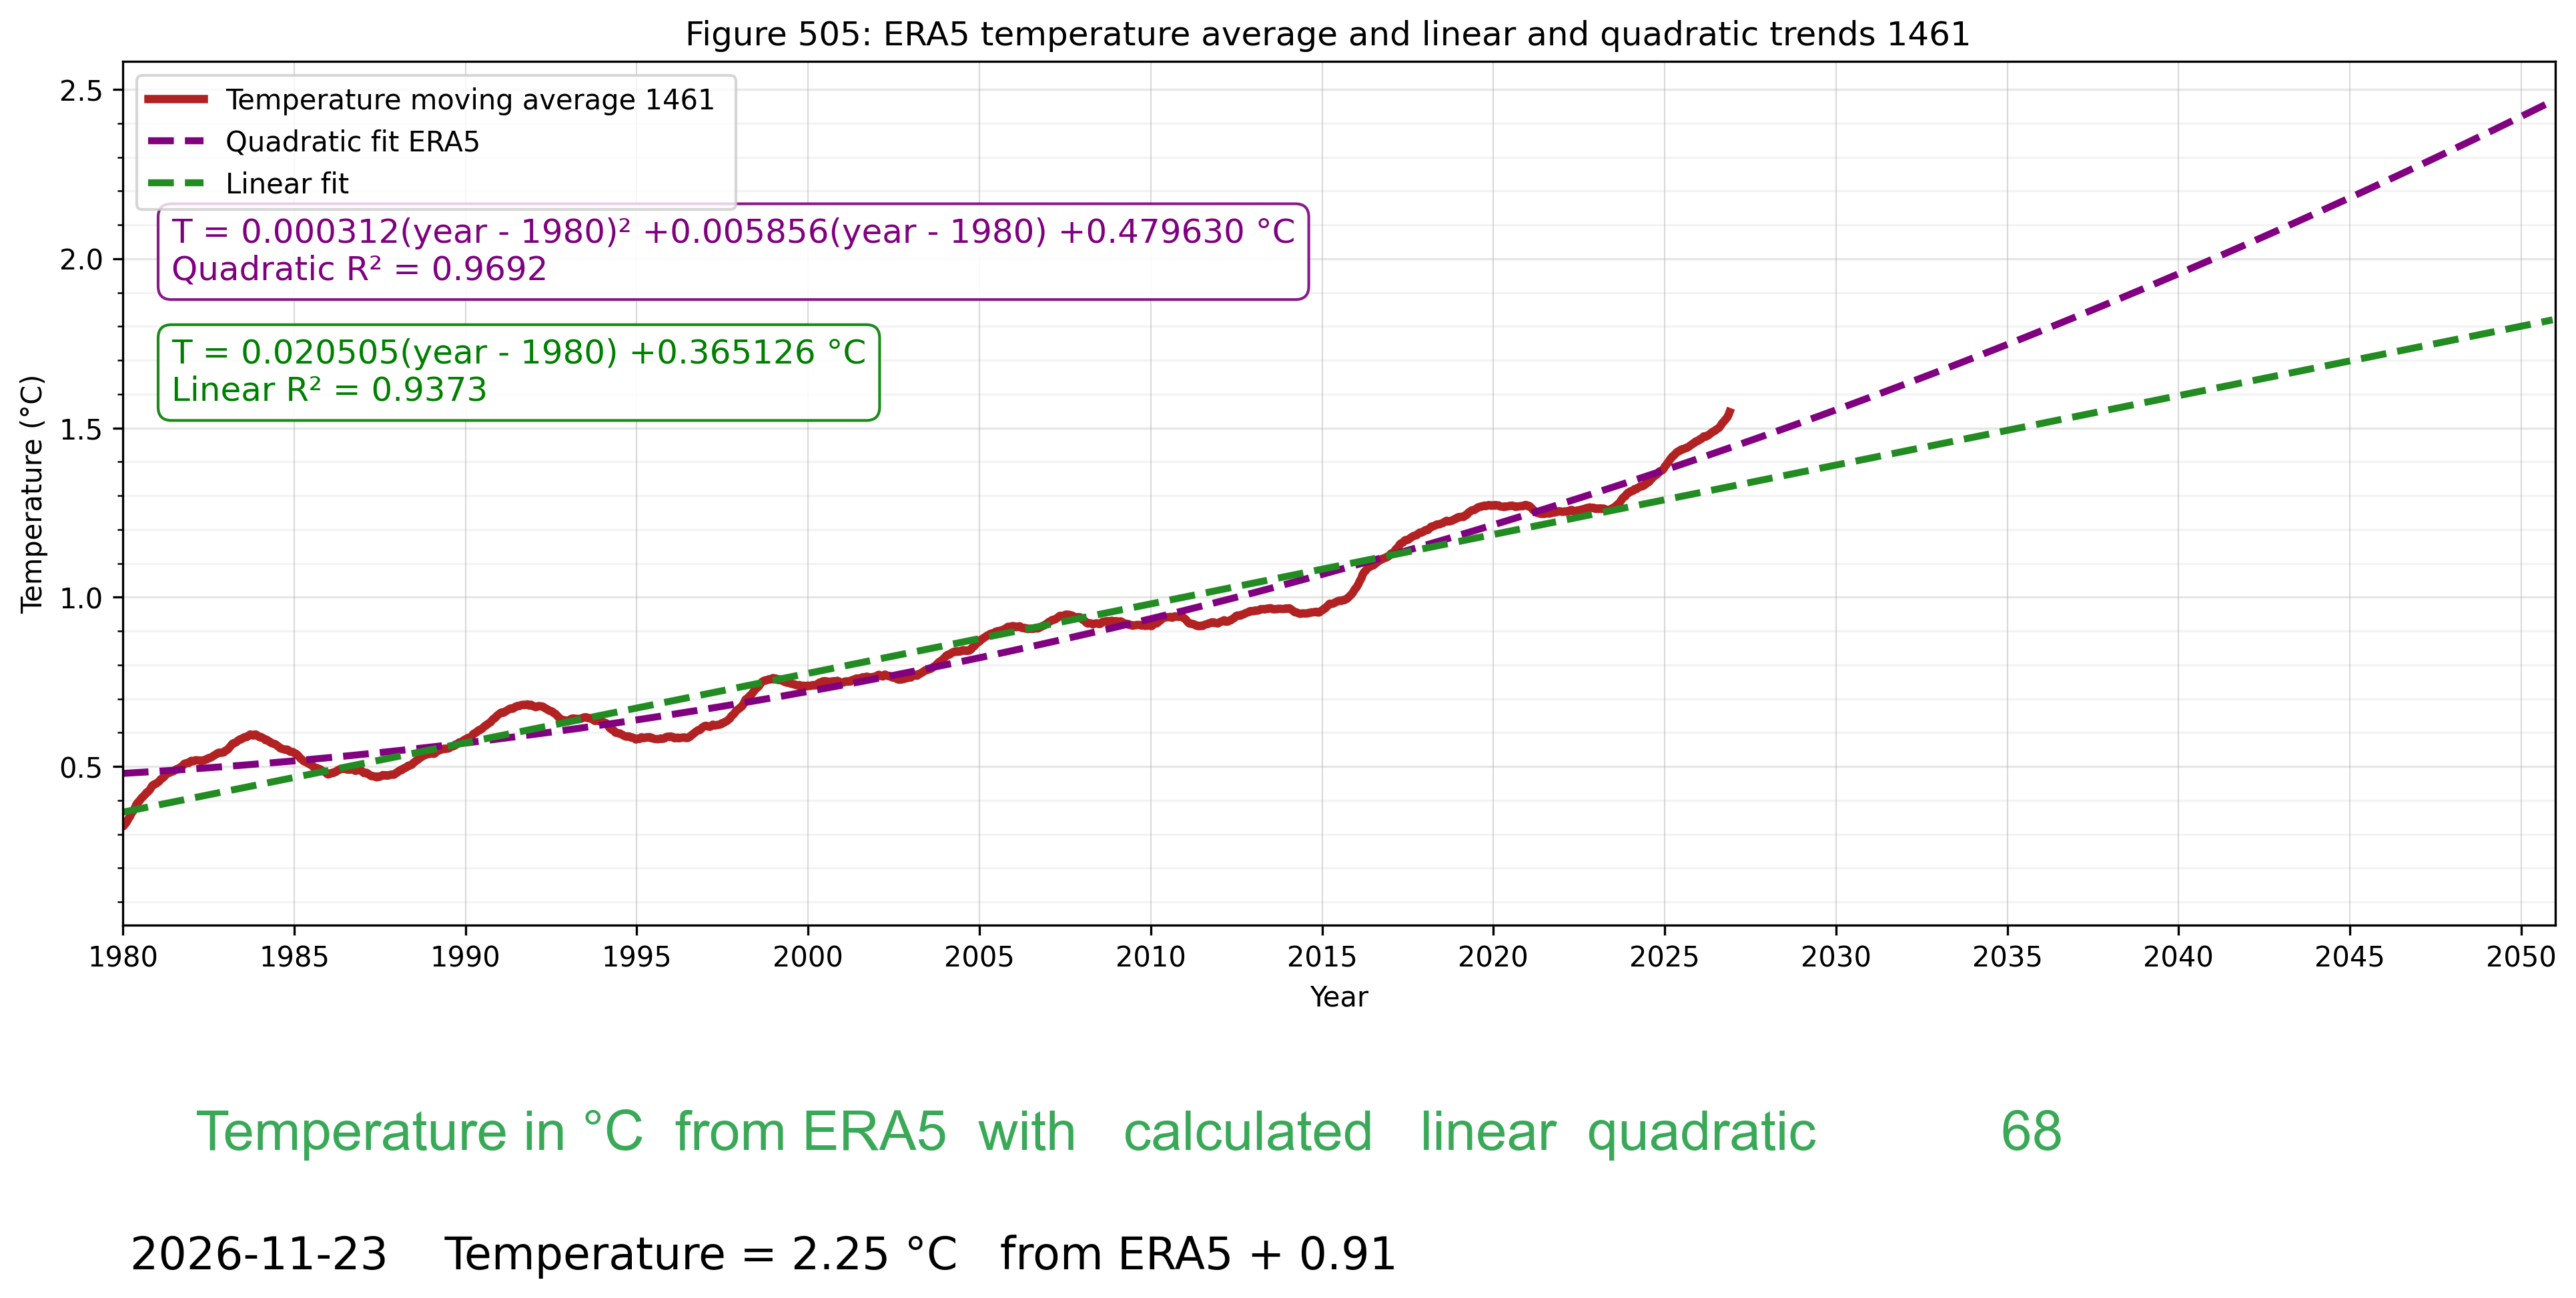 Figure 505: ERA5 temperature average and linear and quadratic trends 1461
Temperature moving average 1461
Quadratic fit ERA5
Linear fit
T = 0.000312(year - 1980)² +0.005856(year - 1980) +0.479630 °C
Quadratic R² = 0.9692
T = 0.020505(year - 1980) +0.365126 °C
Linear R² = 0.9373
Temperature (°C)
2.5
2.0
1.5
1.0
0.5
1980 1985 1990 1995 2000 2005 2010 2015 2020 2025 2030 2035 2040 2045 2050
Year
Temperature in °C from ERA5 with calculated linear quadratic 68
2026-11-23 Temperature = 2.25 °C from ERA5 + 0.91